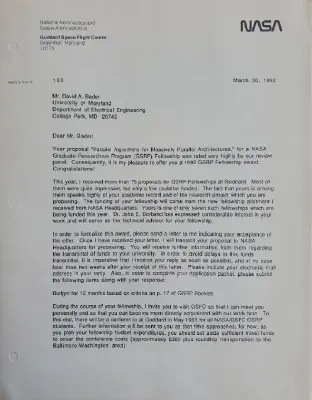 National Aeronautics and
Space Administration
Goddard Space Flight Center
Greenbelt, Maryland
20771
NASA
160
March 30, 1992
Mr. David A. Bader
University of Maryland
Department of Electrical Engineering
College Park, MD 20742
Dear Mr. Bader:
Your proposal "Parallel Algorithms for Massively Parallel Architectures," for a NASA
Graduate Researchers Program (GSRP) Fellowship was rated very highly by our review
panel. Consequently, it is my pleasure to offer you a 1992 GSRP Fellowship award.
Congratulations!
This year, I received more than 75 proposals for GSRP Fellowships at Goddard. Most of
them were quite impressive, but only a few could be funded. The fact that yours is among
them speaks highly of your academic record and of the research project which you are
proposing. The funding of your fellowship will come from the new fellowship allotment I
received from NASA Headquarters. Yours is one of only seven such fellowships which are
being funded this year. Dr. John E. Dorband has expressed considerable interest in your
work and will serve as the technical advisor for your fellowship.
In order to formalize this award, please send a letter to me indicating your acceptance of
the offer. Once I have received your letter, I will transmit your proposal to NASA
Headquarters for processing. You will receive further information from them regarding
the transmittal of funds to your university. In order to avoid delays in the funds
transmittal, it is imperative that I receive your reply as soon as possible, and at no case
later than two weeks after your receipt of this letter. Please include your electronic mail
address in your reply. Also, in order to complete your application packet, please submit
the following items along with your response:
Budget for 12 months based on criteria on p. 17 of GSRP Booklet
During the course of your fellowship, I invite you to visit GSFC so that I can meet you
personally and so that you can become more directly acquainted with our work here. To
this end, there will be a conference at Goddard in May 1993 for all NASA/GSFC GSRP
students. Further information will be sent to you as that time approaches; for now, as
you plan your fellowship budget expenditures, you should set aside sufficient travel funds
to cover the conference costs (approximately $300 plus roundtrip transportation to the
Baltimore-Washington area)